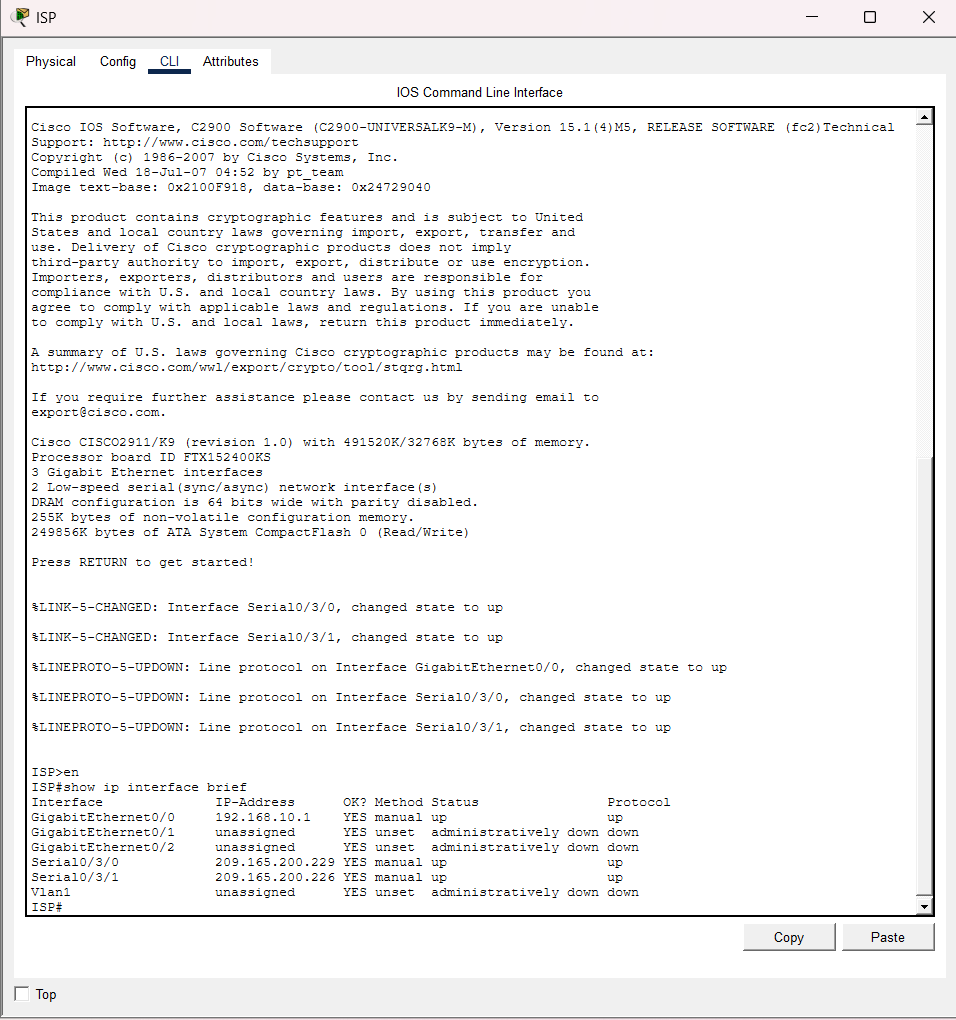 ISP
Physical Config CLI Attributes
IOS Command Line Interface
Cisco IOS Software, C2900 Software (C2900-UNIVERSALK9-M), Version 15.1(4)M5, RELEASE SOFTWARE (fc2)Technical
Support: http://www.cisco.com/techsupport
Copyright (c) 1986-2007 by Cisco Systems, Inc.
Compiled Wed 18-Jul-07 04:52 by pt_team
Image text-base: 0x2100F918, data-base: 0x24729040
This product contains cryptographic features and is subject to United
States and local country laws governing import, export, transfer and
use. Delivery of Cisco cryptographic products does not imply
third-party authority to import, export, distribute or use encryption.
Importers, exporters, distributors and users are responsible for
compliance with U.S. and local country laws. By using this product you
agree to comply with applicable laws and regulations. If you are unable
to comply with U.S. and local laws, return this product immediately.
A summary of U.S. laws governing Cisco cryptographic products may be found at:
http://www.cisco.com/wwl/export/crypto/tool/stqrg.html
If you require further assistance please contact us by sending email to
export@cisco.com.
Cisco CISCO2911/K9 (revision 1.0) with 491520K/32768K bytes of memory.
Processor board ID FTX152400KS
3 Gigabit Ethernet interfaces
2 Low-speed serial(sync/async) network interface(s)
DRAM configuration is 64 bits wide with parity disabled.
255K bytes of non-volatile configuration memory.
249856K bytes of ATA System CompactFlash 0 (Read/Write)
Press RETURN to get started!
%LINK-5-CHANGED: Interface Serial0/3/0, changed state to up
%LINK-5-CHANGED: Interface Serial0/3/1, changed state to up
%LINEPROTO-5-UPDOWN: Line protocol on Interface GigabitEthernet0/0, changed state to up
%LINEPROTO-5-UPDOWN: Line protocol on Interface Serial0/3/0, changed state to up
%LINEPROTO-5-UPDOWN: Line protocol on Interface Serial0/3/1, changed state to up
ISP>en
ISP#show ip interface brief
Interface IP-Address OK? Method Status Protocol
GigabitEthernet0/0 192.168.10.1 YES manual up up
GigabitEthernet0/1 unassigned YES unset administratively down down
GigabitEthernet0/2 unassigned YES unset administratively down down
Serial0/3/0 209.165.200.229 YES manual up up
Serial0/3/1 209.165.200.226 YES manual up up
Vlan1 unassigned YES unset administratively down down
ISP#
Copy Paste
Top